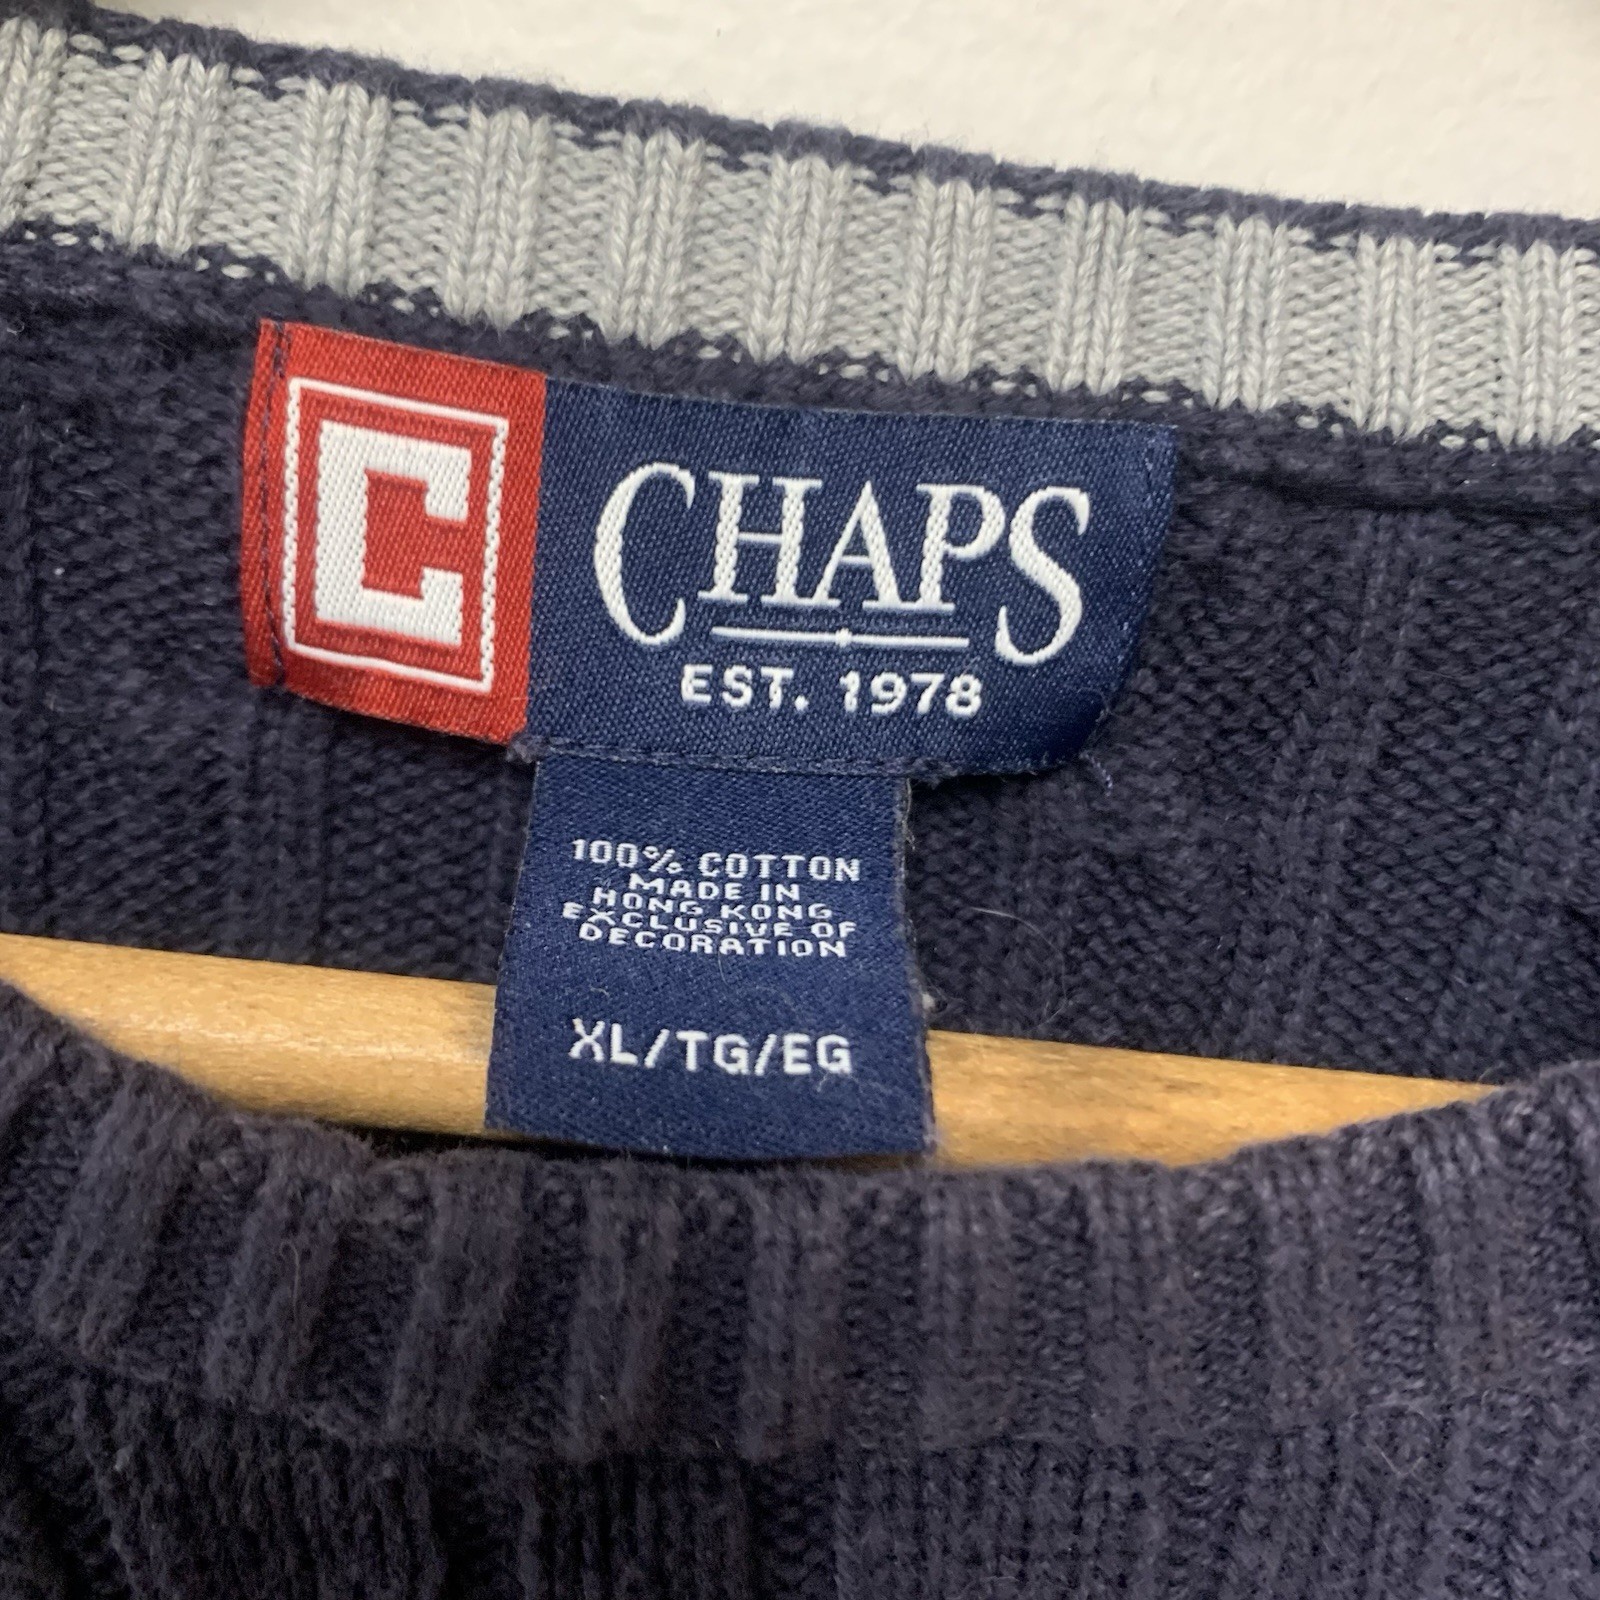 C
CHAPS
EST. 1978
100% COTTON
MADE IN
HONG KONG
EXCLUSIVE OF
DECORATION
XL/TG/EG